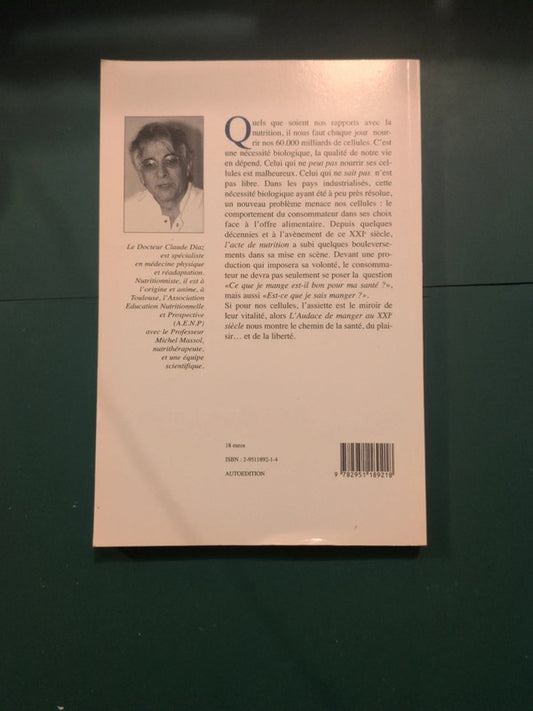 Quels que soient nos rapports avec la
nutrition, il nous faut chaque jour nour-
rir nos 60.000 milliards de cellules. C'est
une nécessité biologique, la qualité de notre vie
en dépend. Celui qui ne peut pas nourrir ses cel-
lules est malheureux. Celui qui ne sait pas n'est
pas libre. Dans les pays industrialisés, cette
nécessité biologique ayant été à peu près résolue,
un nouveau problème menace nos cellules : le
comportement du consommateur dans ses choix
face à l'offre alimentaire. Depuis quelques
décennies et à l'avènement de ce XXIe siècle,
l'acte de nutrition a subi quelques bouleverse-
ments dans sa mise en scène. Devant une pro-
duction qui imposera sa volonté, le consomma-
teur ne devra pas seulement se poser la question
«Ce que je mange est-il bon pour ma santé ?»,
mais aussi «Est-ce que je sais manger ?».
Si pour nos cellules, l'assiette est le miroir de
leur vitalité, alors L'Audace de manger au XXIe
siècle nous montre le chemin de la santé, du plai-
sir... et de la liberté.
Le Docteur Claude Diaz
est spécialiste
en médecine physique
et réadaptation.
Nutritionniste, il est à
l'origine et anime, à
Toulouse, l'Association
Education Nutritionnelle
et Prospective
(A.E.N.P)
avec le Professeur
Michel Massol,
nutrithérapeute,
et une équipe
scientifique.
18 euros
ISBN : 2-9511892-1-4
AUTOEDITION
9 782951 189218